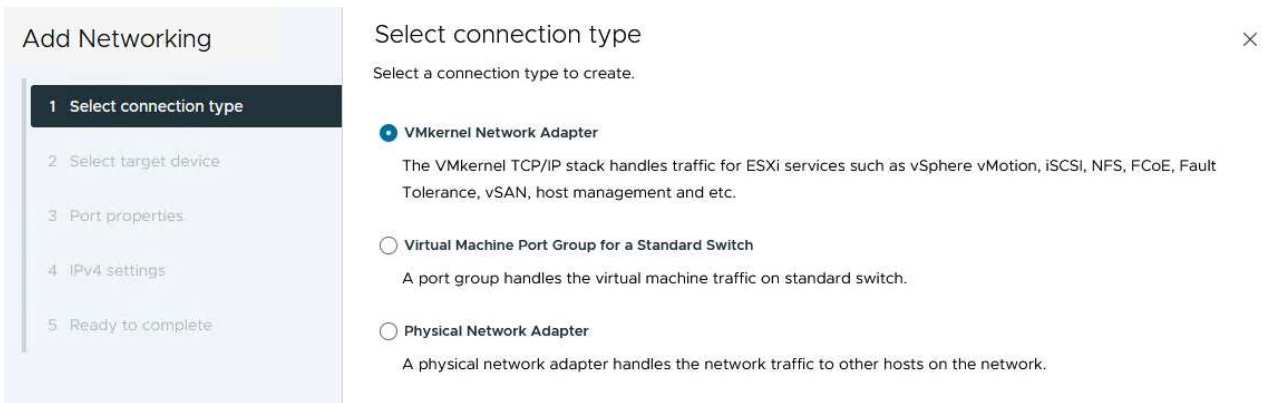 Add Networking
1 Select connection type
2 Select target device
3 Port properties
4 IPv4 settings
5 Ready to complete
Select connection type
Select a connection type to create.
VMkernel Network Adapter
The VMkernel TCP/IP stack handles traffic for ESXi services such as vSphere vMotion, iSCSI, NFS, FCoE, Fault
Tolerance, vSAN, host management and etc.
Virtual Machine Port Group for a Standard Switch
A port group handles the virtual machine traffic on standard switch.
Physical Network Adapter
A physical network adapter handles the network traffic to other hosts on the network.